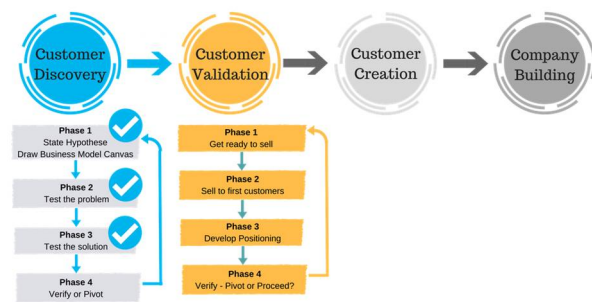 Customer
Discovery
Customer
Validation
Customer
Creation
Company
Building
Phase 1
State Hypothese
Draw Business Model Canvas
Phase 2
Test the problem
Phase 3
Test the solution
Phase 4
Verify or Pivot
Phase 1
Get ready to sell
Phase 2
Sell to first customers
Phase 3
Develop Positioning
Phase 4
Verify - Pivot or Proceed?